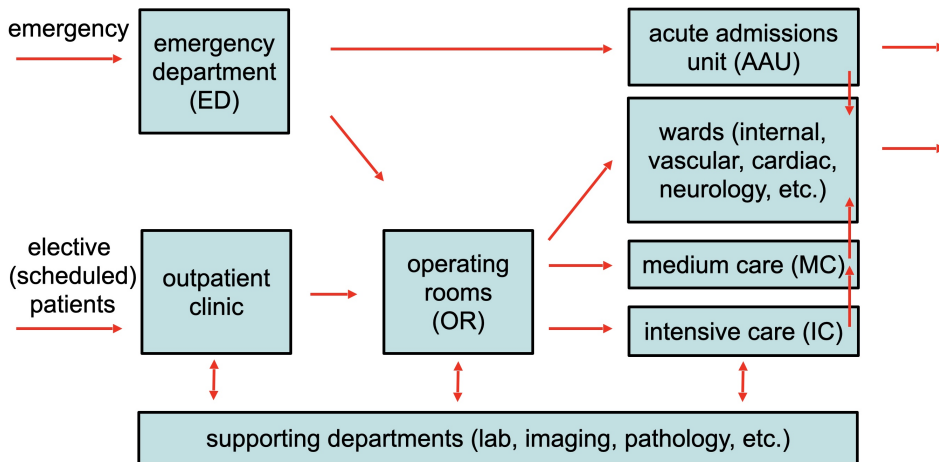 emergency
emergency
department
(ED)
acute admissions
unit (AAU)
wards (internal,
vascular, cardiac,
neurology, etc.)
elective
(scheduled)
patients
outpatient
clinic
operating
rooms
(OR)
medium care (MC)
intensive care (IC)
supporting departments (lab, imaging, pathology, etc.)